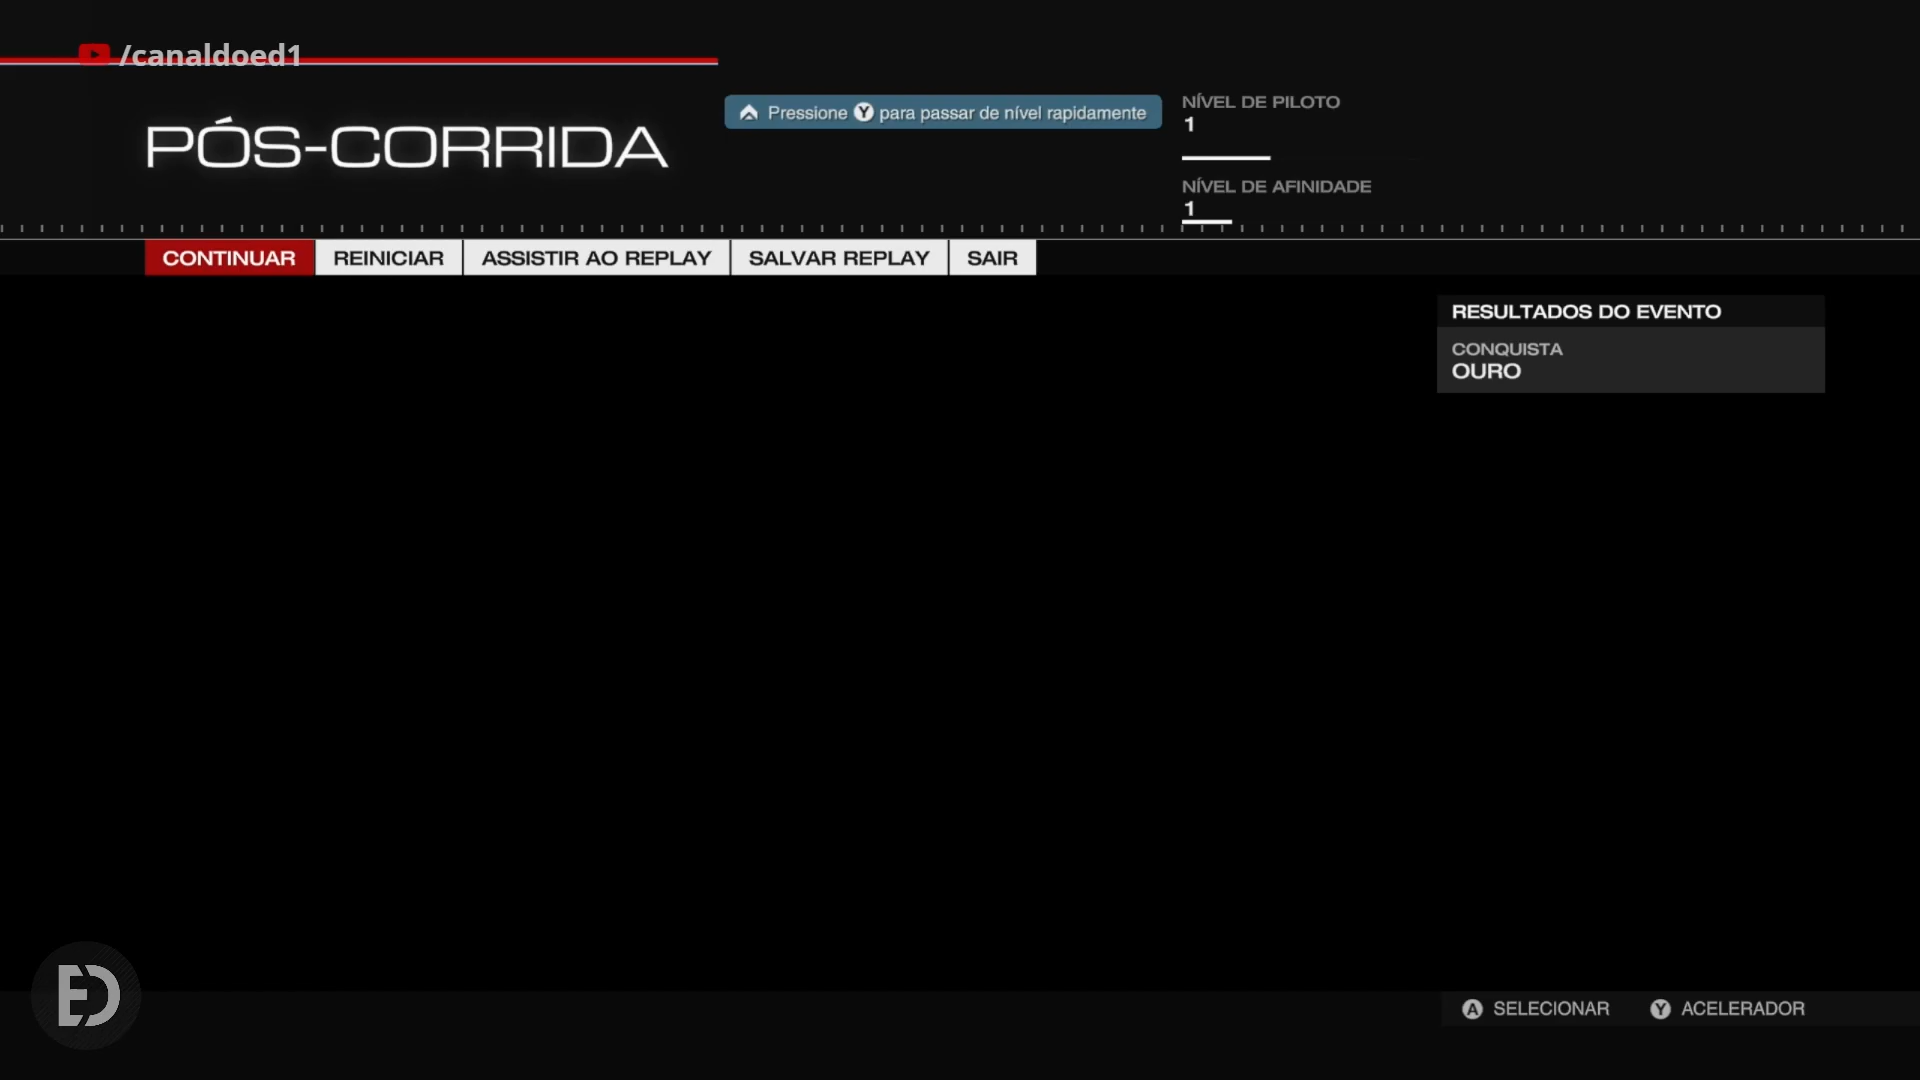 /canaldoed1
PÓS-CORRIDA
Pressione Y para passar de nível rapidamente
NÍVEL DE PILOTO
1
NÍVEL DE AFINIDADE
1
CONTINUAR REINICIAR ASSISTIR AO REPLAY SALVAR REPLAY SAIR
RESULTADOS DO EVENTO
CONQUISTA
OURO
ED
A SELECIONAR Y ACELERADOR